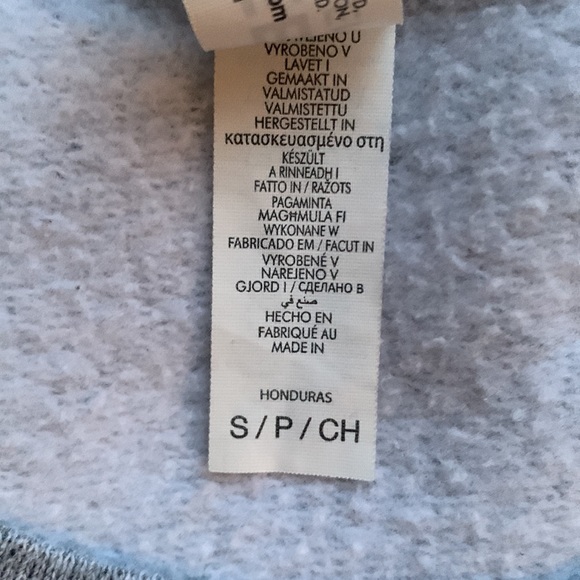 VYROBENO V
LAVET I
GEMAAKT IN
VALMISTATUD
VALMISTETTU
HERGESTELLT IN
κατασκευασμένο στη
KÉSZÜLT
A RINNEADH I
FATTO IN / RAŽOTS
PAGAMINTA
MAGĦMULA FI
WYKONANE W
FABRICADO EM / FACUT IN
VYROBENÉ V
NAREJENO V
GJORD I / СДЕЛАНО В
صنع في
HECHO EN
FABRIQUÉ AU
MADE IN
HONDURAS
S / P / CH